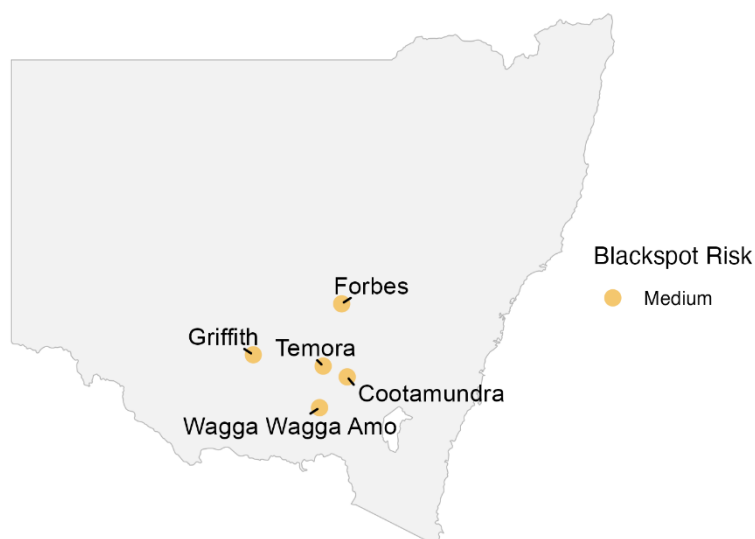 Forbes
Griffith
Temora
Cootamundra
Wagga Wagga Amo
Blackspot Risk
Medium